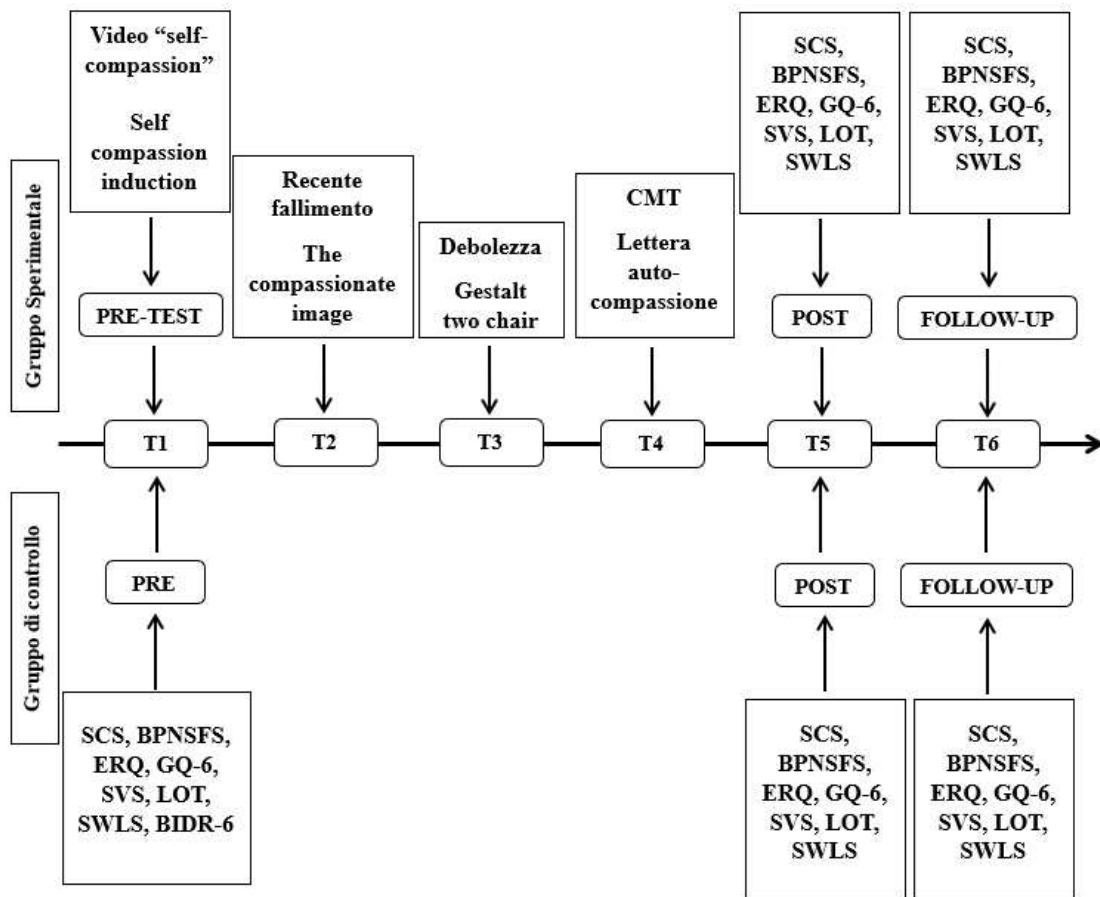 Gruppo Sperimentale
Video “self-
compassion”
Self
compassion
induction
PRE-TEST
Recente
fallimento
The
compassionate
image
Debolezza
Gestalt
two chair
CMT
Lettera
auto-
compassione
SCS,
BPNSFS,
ERQ, GQ-6,
SVS, LOT,
SWLS
POST
SCS,
BPNSFS,
ERQ, GQ-6,
SVS, LOT,
SWLS
FOLLOW-UP
T1
T2
T3
T4
T5
T6
Gruppo di controllo
PRE
SCS, BPNSFS,
ERQ, GQ-6,
SVS, LOT,
SWLS, BIDR-6
POST
SCS,
BPNSFS,
ERQ, GQ-6,
SVS, LOT,
SWLS
FOLLOW-UP
SCS,
BPNSFS,
ERQ, GQ-6,
SVS, LOT,
SWLS